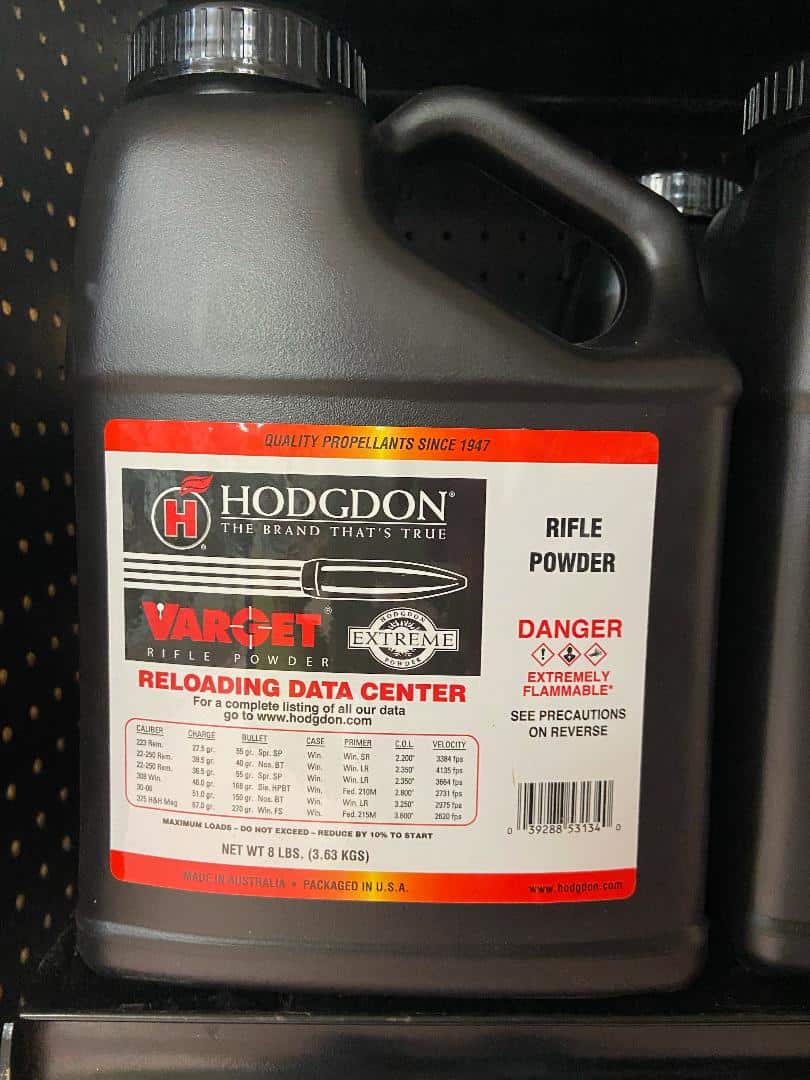 QUALITY PROPELLANTS SINCE 1947
H HODGDON®
THE BRAND THAT'S TRUE
®
VARGET®
RIFLE POWDER
HODGDON
EXTREME
POWDER
RIFLE
POWDER
DANGER
EXTREMELY
FLAMMABLE*
SEE PRECAUTIONS
ON REVERSE
RELOADING DATA CENTER
For a complete listing of all our data
go to www.hodgdon.com
CALIBER CHARGE BULLET CASE PRIMER C.O.L. VELOCITY
223 Rem. 27.5 gr. 55 gr. Spr. SP Win. Win. SR 2.200" 3384 fps
22-250 Rem. 39.5 gr. 40 gr. Nos. BT Win. Win. LR 2.350" 4135 fps
22-250 Rem. 36.5 gr. 55 gr. Spr. SP Win. Win. LR 2.350" 3664 fps
308 Win. 46.0 gr. 168 gr. Sie. HPBT Win. Fed. 210M 2.800" 2731 fps
30-06 51.0 gr. 150 gr. Nos. BT Win. Win. LR 3.250" 2975 fps
375 H&H Mag 67.0 gr. 270 gr. Win. FS Win. Fed. 215M 3.600" 2620 fps
MAXIMUM LOADS – DO NOT EXCEED – REDUCE BY 10% TO START
NET WT 8 LBS. (3.63 KGS)
0 39288 53134 0
MADE IN AUSTRALIA • PACKAGED IN U.S.A.
www.hodgdon.com